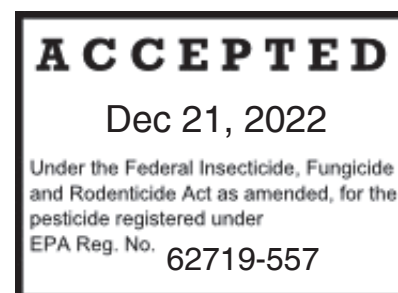 ACCEPTED
Dec 21, 2022
Under the Federal Insecticide, Fungicide
and Rodenticide Act as amended, for the
pesticide registered under
EPA Reg. No. 62719-557